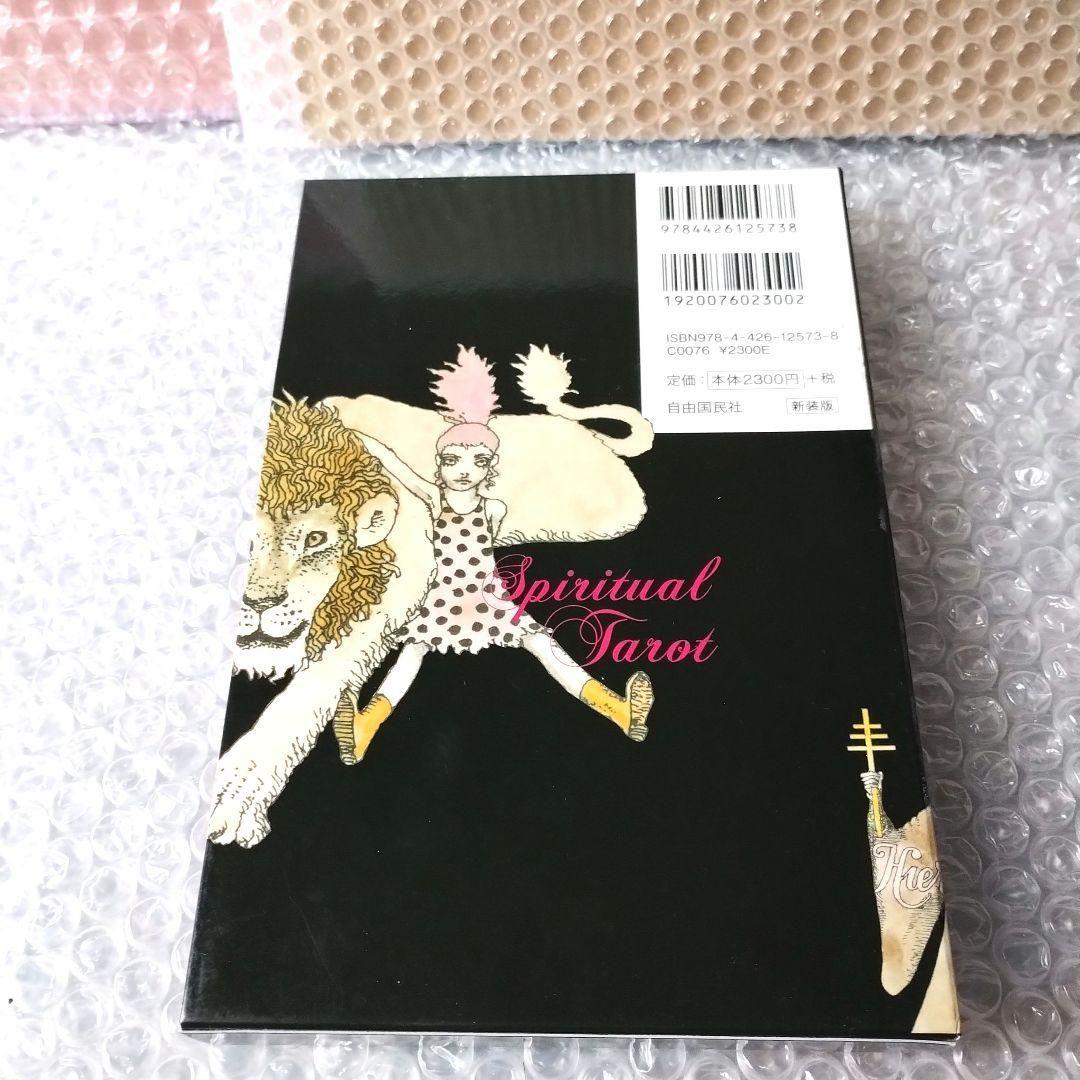 9784426125738
1920076023002
ISBN978-4-426-12573-8
C0076 ¥2300E
定価：本体2300円＋税
自由国民社 新装版
Spiritual
Tarot
Hier